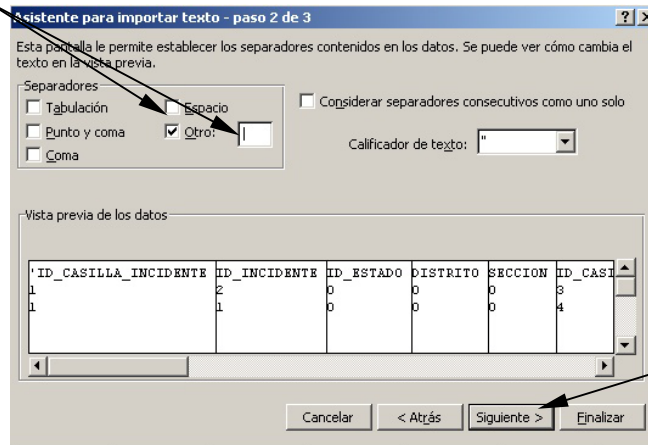 Asistente para importar texto - paso 2 de 3
Esta pantalla le permite establecer los separadores contenidos en los datos. Se puede ver cómo cambia el
texto en la vista previa.
Separadores
Tabulación Espacio
Punto y coma Otro: |
Coma
Considerar separadores consecutivos como uno solo
Calificador de texto: "
Vista previa de los datos
'ID_CASILLA_INCIDENTE ID_INCIDENTE ID_ESTADO DISTRITO SECCION ID_CASI
1 2 0 0 0 3
1 1 0 0 0 4
Cancelar < Atrás Siguiente > Finalizar